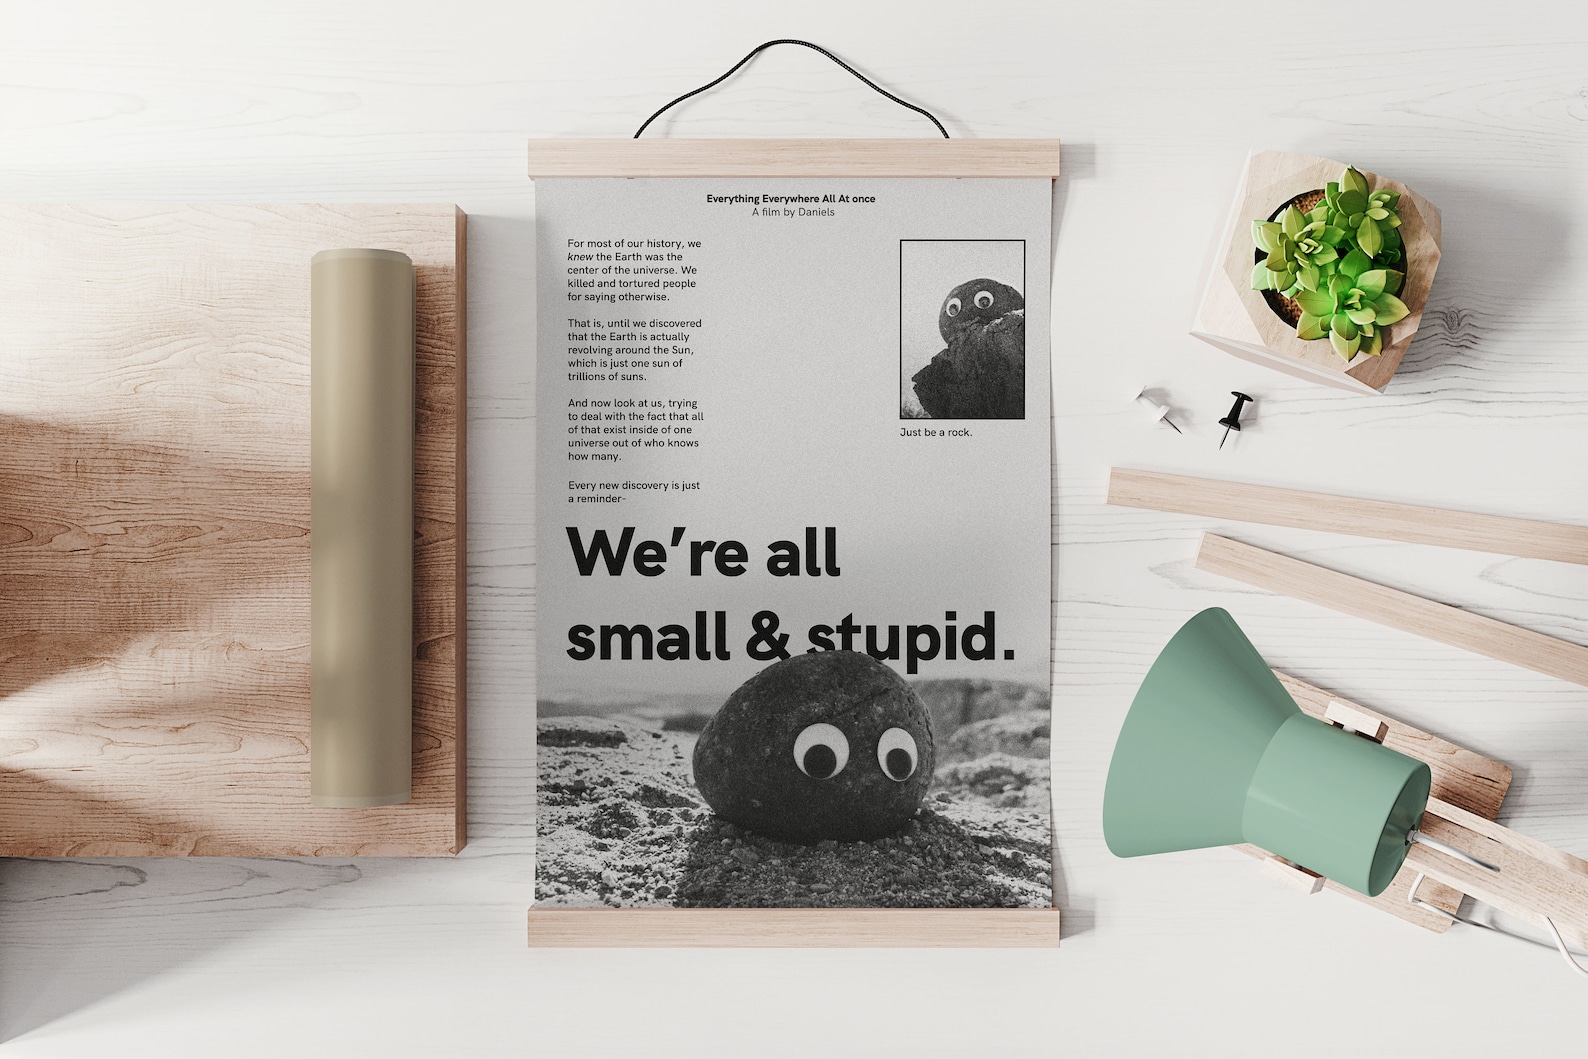 Everything Everywhere All At once
A film by Daniels
For most of our history, we
knew the Earth was the
center of the universe. We
killed and tortured people
for saying otherwise.
That is, until we discovered
that the Earth is actually
revolving around the Sun,
which is just one sun of
trillions of suns.
And now look at us, trying
to deal with the fact that all
of that exist inside of one
universe out of who knows
how many.
Every new discovery is just
a reminder-
Just be a rock.
We’re all
small & stupid.